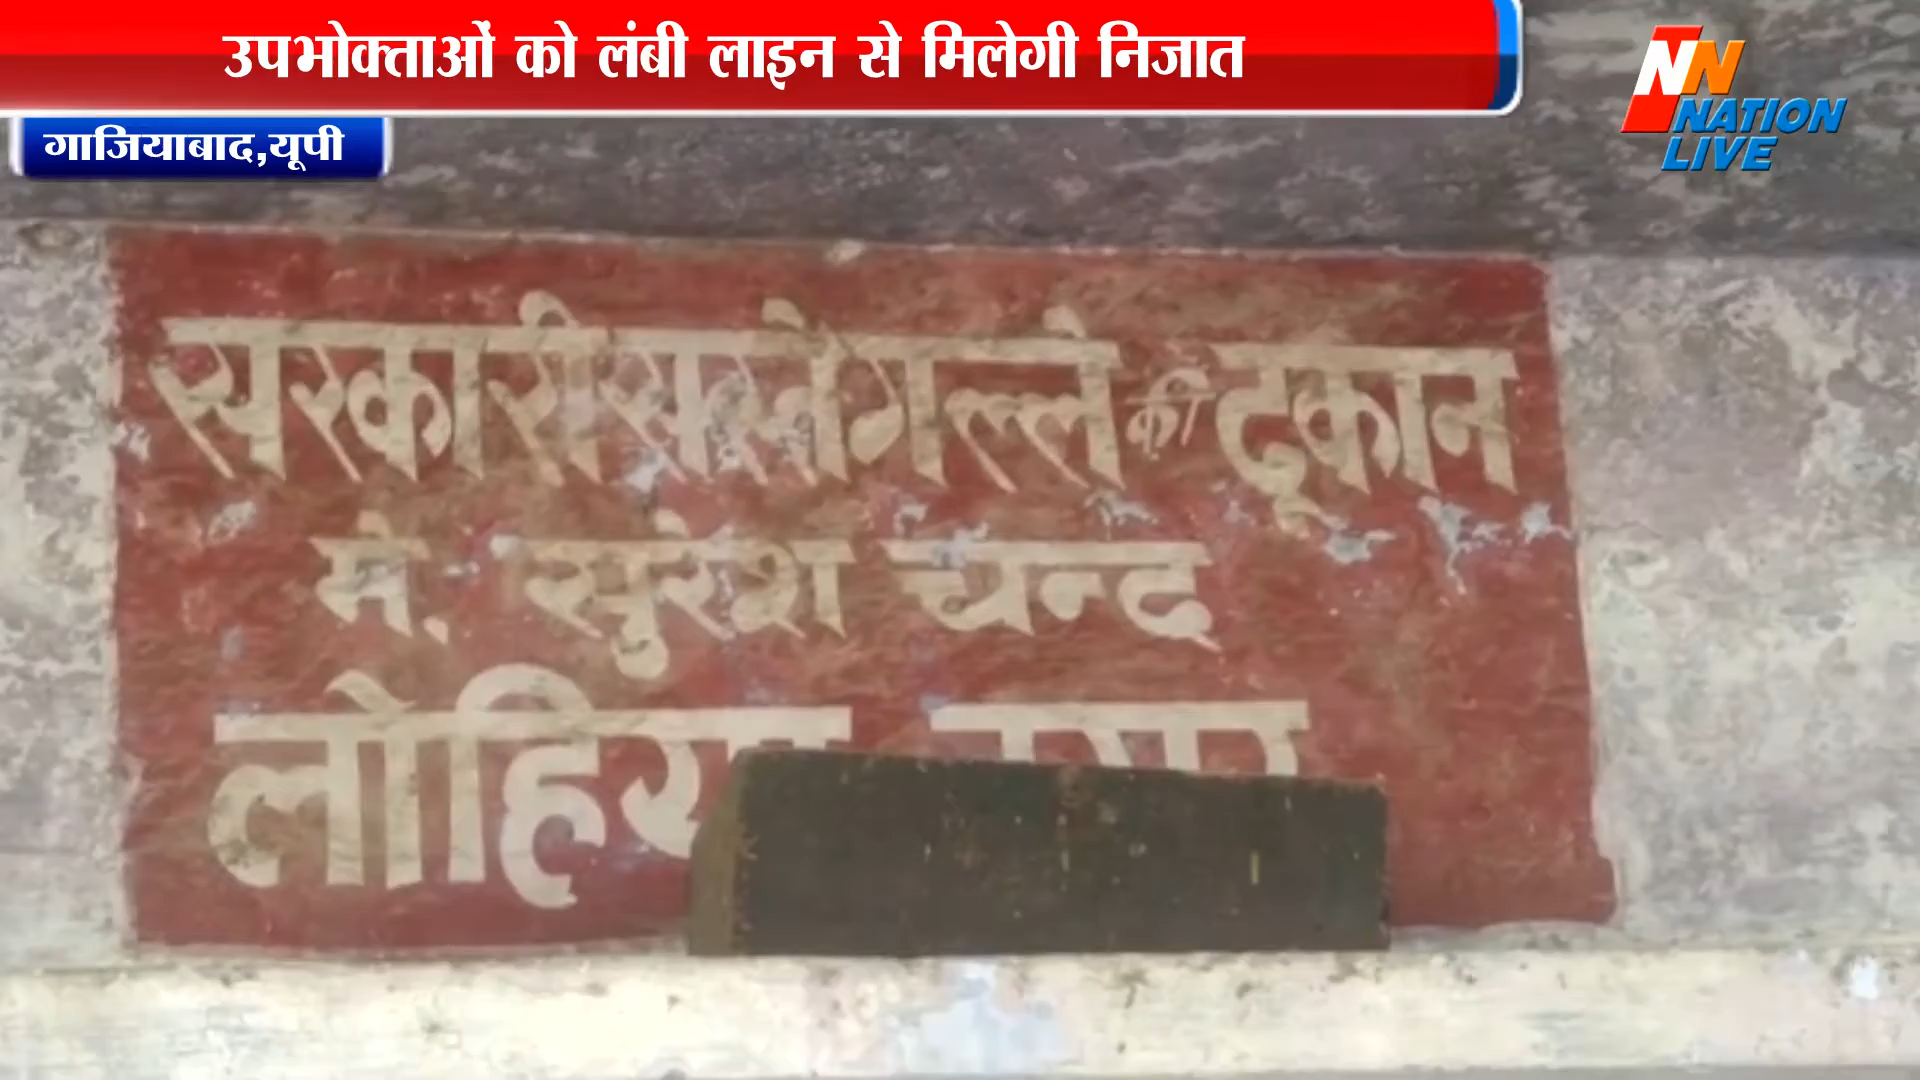 उपभोक्ताओं को लंबी लाइन से मिलेगी निजात
गाजियाबाद,यूपी
NN
NATION
LIVE
सरकारी सस्ते गल्ले की दूकान
मे. सुरेश चन्द
लोहिया